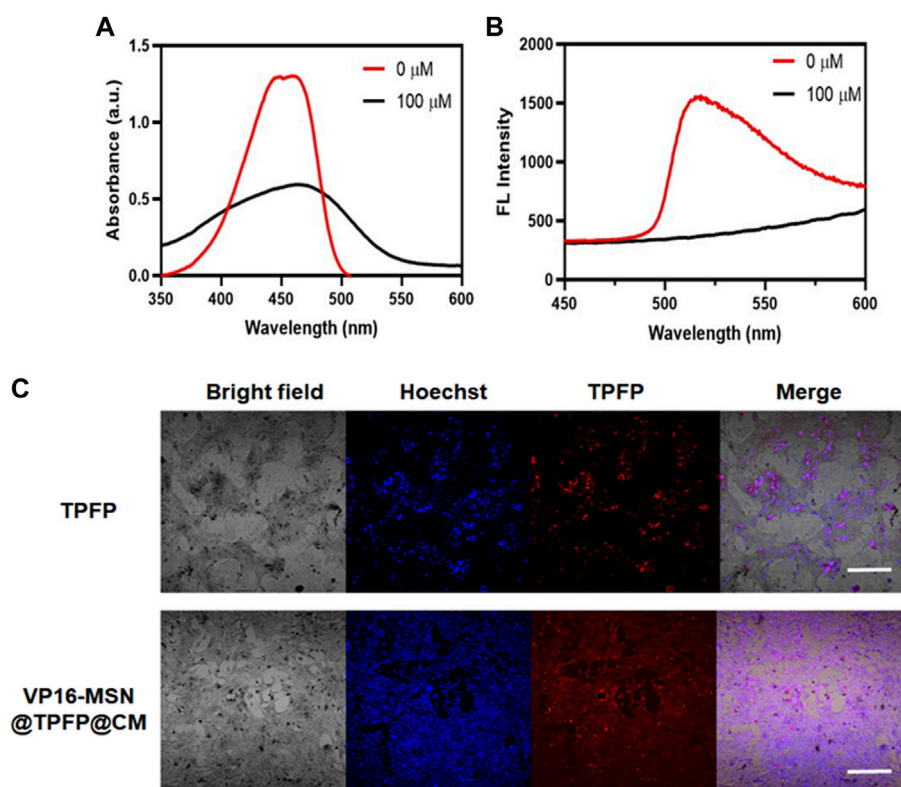 A
1.5
1.0
0.5
0.0
Absorbance (a.u.)
0 μM
100 μM
350 400 450 500 550 600
Wavelength (nm)
B
2000
1500
1000
500
0
FL Intensity
0 μM
100 μM
450 500 550 600
Wavelength (nm)
C
Bright field Hoechst TPFP Merge
TPFP
VP16-MSN
@TPFP@CM